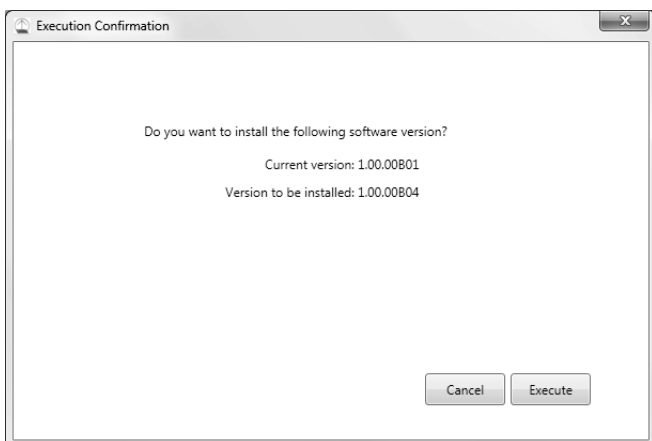 Execution Confirmation
X
Do you want to install the following software version?
Current version: 1.00.00B01
Version to be installed: 1.00.00B04
Cancel Execute